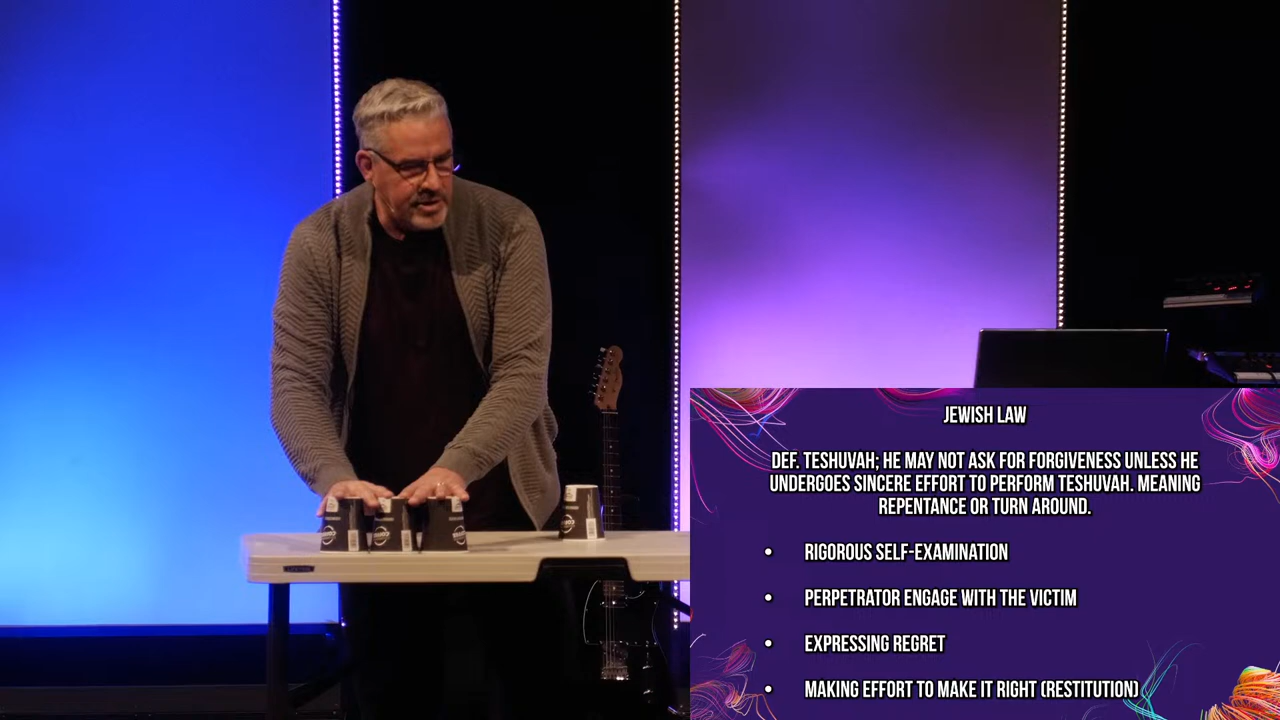 JEWISH LAW
DEF. TESHUVAH; HE MAY NOT ASK FOR FORGIVENESS UNLESS HE
UNDERGOES SINCERE EFFORT TO PERFORM TESHUVAH. MEANING
REPENTANCE OR TURN AROUND.
• RIGOROUS SELF-EXAMINATION
• PERPETRATOR ENGAGE WITH THE VICTIM
• EXPRESSING REGRET
• MAKING EFFORT TO MAKE IT RIGHT (RESTITUTION)